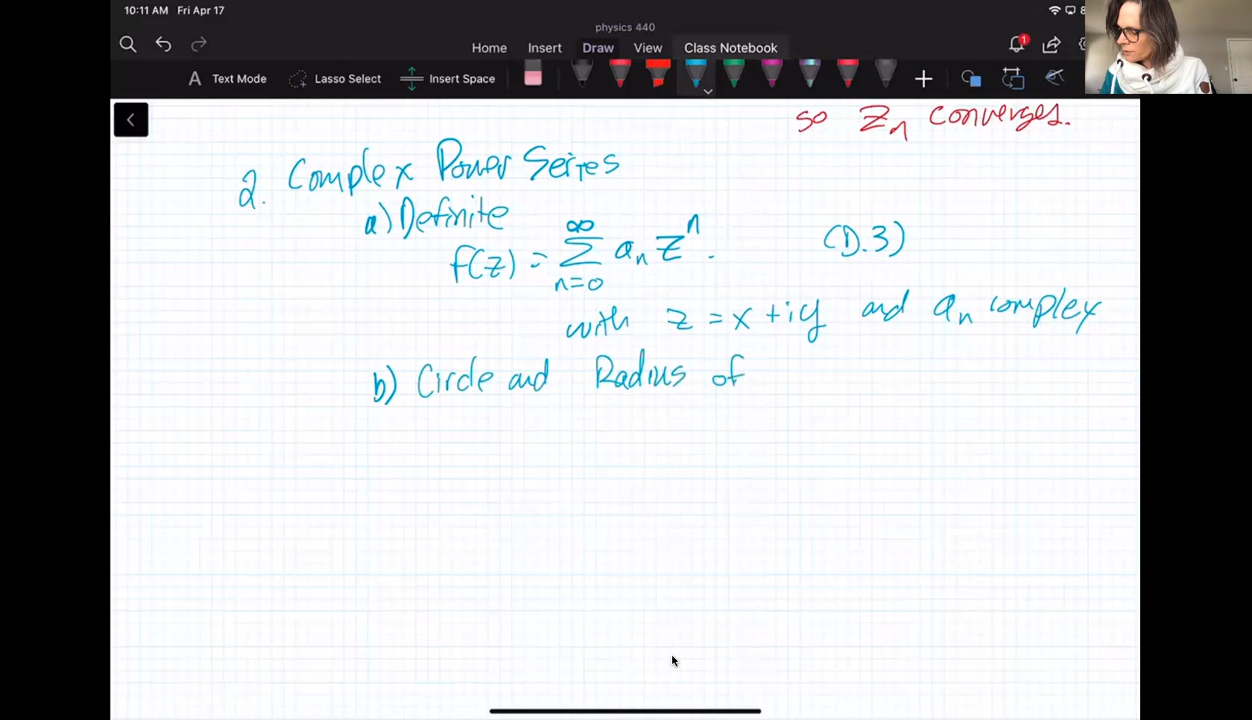 10:11 AM Fri Apr 17
physics 440
Home Insert Draw View Class Notebook
1
A Text Mode Lasso Select Insert Space
so Zn converges.
2. Complex Power Series
a) Definite
f(z) = ∞ Σ n=0 aₙ zⁿ. (D.3)
with z = x + iy and aₙ complex
b) Circle and Radius of